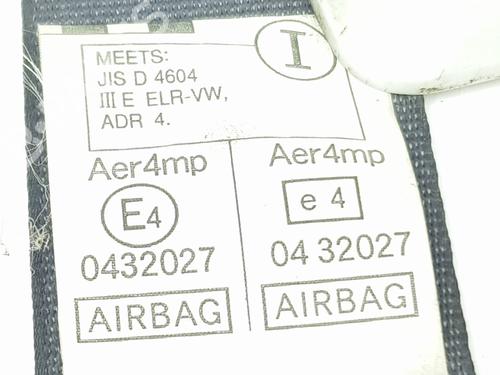 MEETS:
JIS D 4604
III E ELR-VW,
ADR 4.
I
Aer4mp
E4
0432027
AIRBAG
Aer4mp
e 4
04 32027
AIRBAG